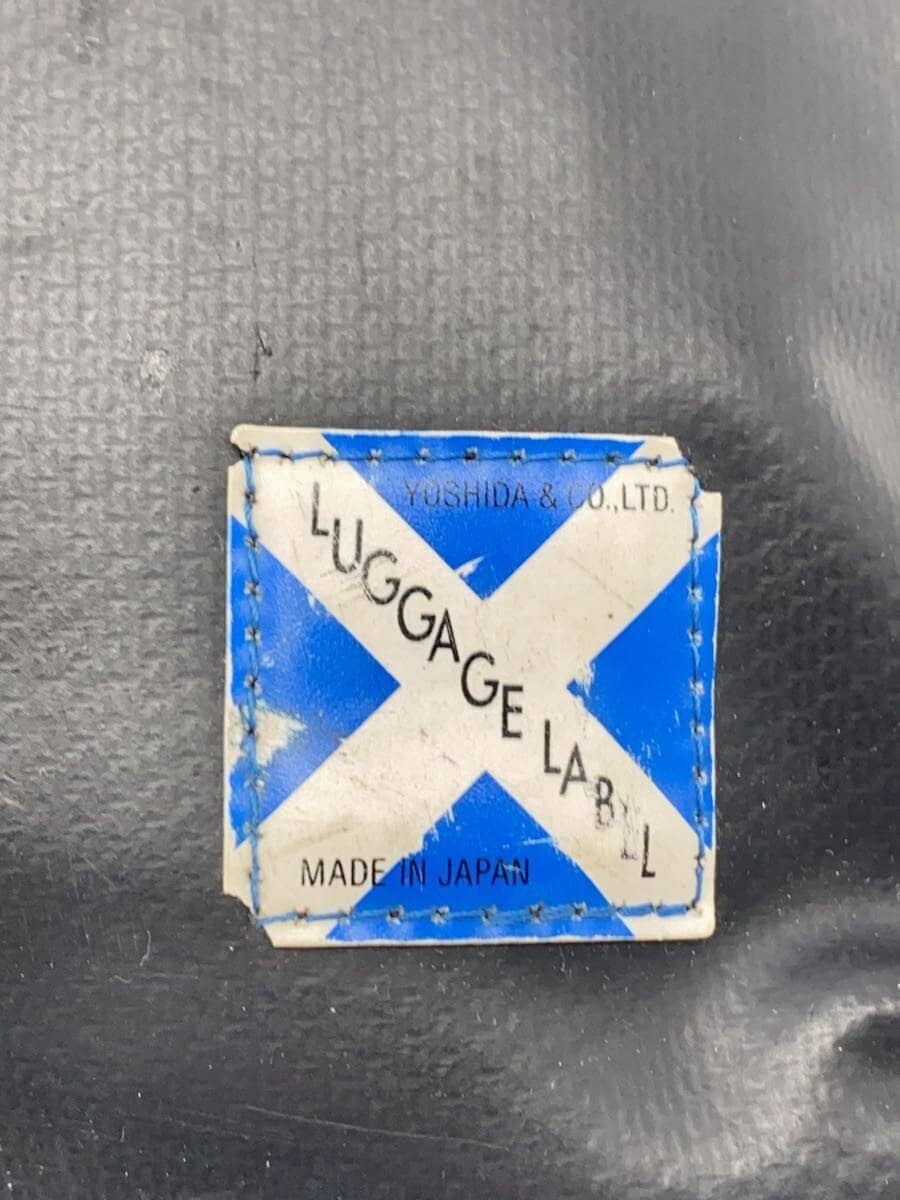 YOSHIDA & CO.,LTD.
LUGGAGE LABEL
MADE IN JAPAN